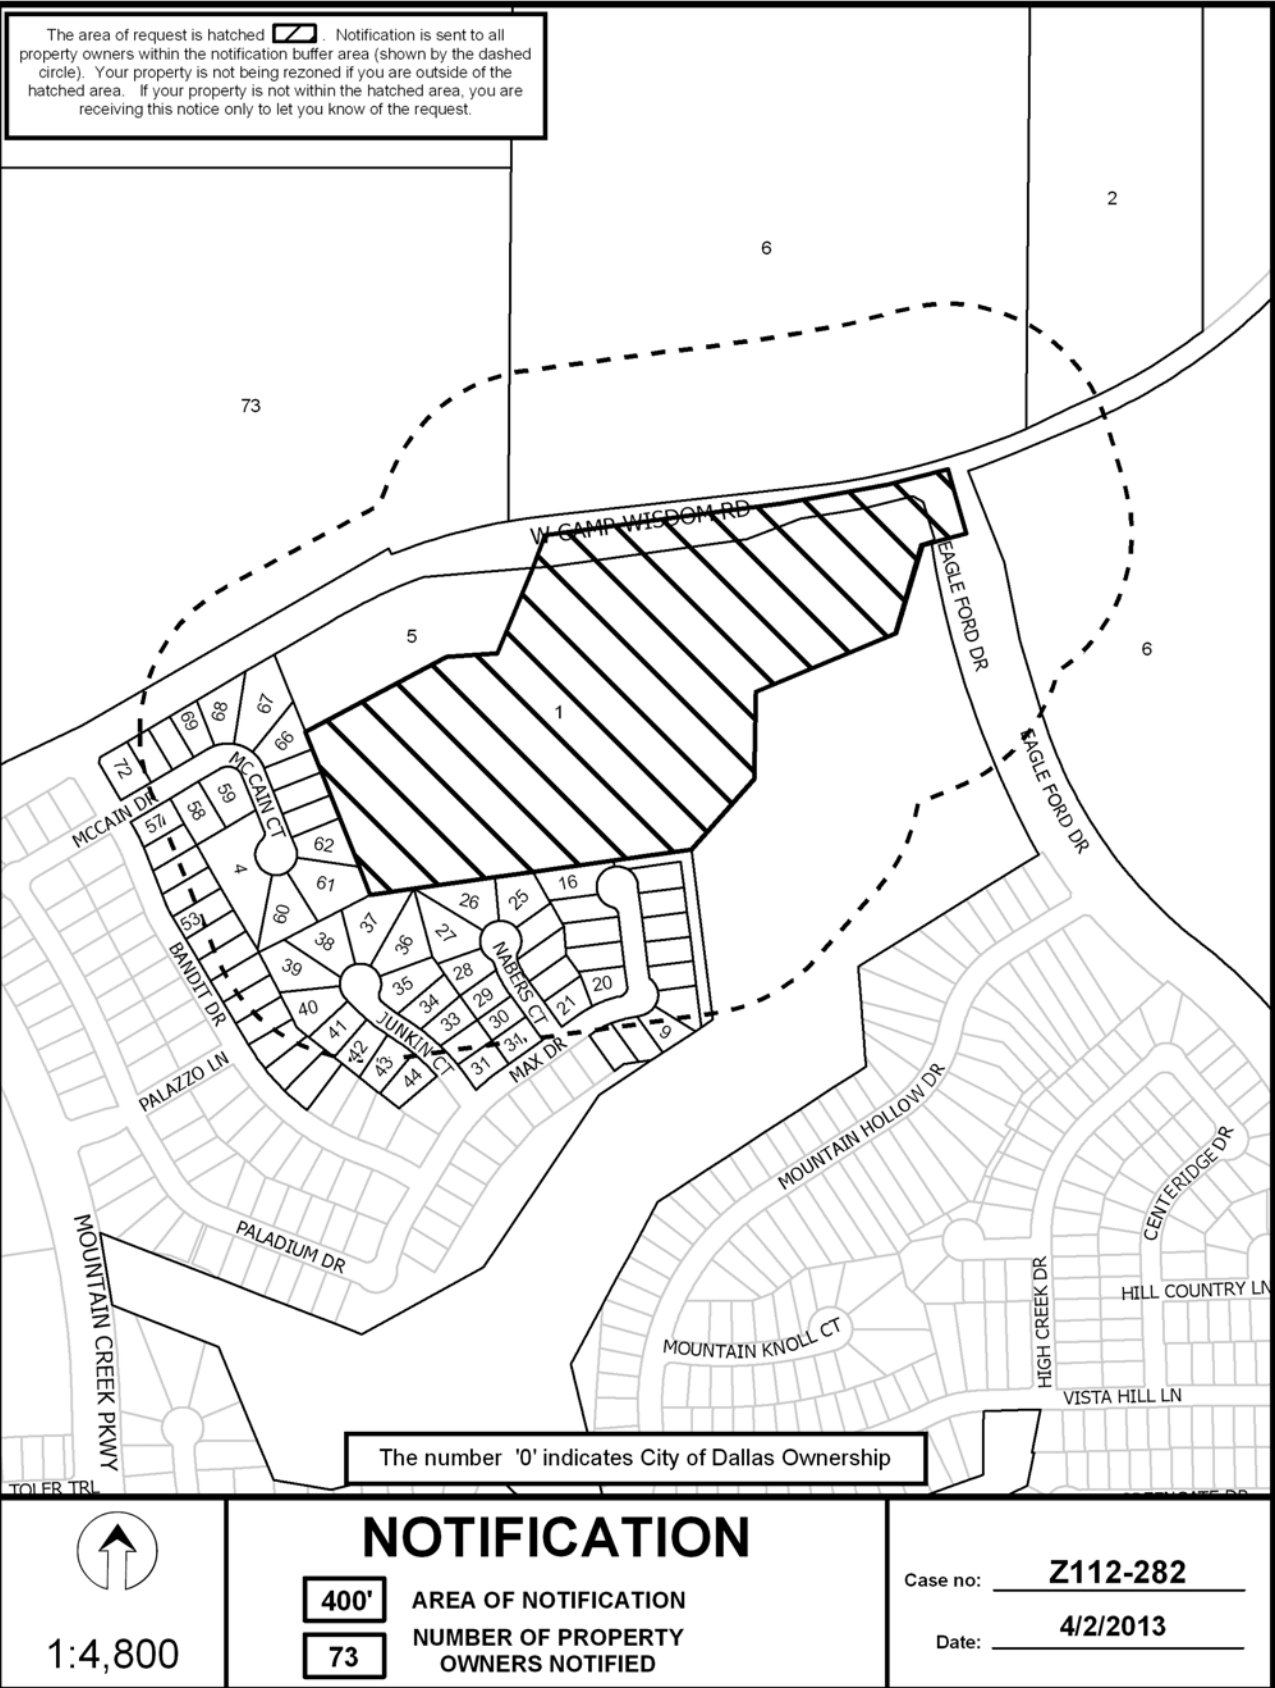 The area of request is hatched . Notification is sent to all
property owners within the notification buffer area (shown by the dashed
circle). Your property is not being rezoned if you are outside of the
hatched area. If your property is not within the hatched area, you are
receiving this notice only to let you know of the request.
2
6
73
W CAMP WISDOM RD
EAGLE FORD DR
5
6
1
67
68
69
66
72
MCCAIN CT
EAGLE FORD DR
59
58
57
MCCAIN DR
62
4
61
60
16
26
25
53
37
38
36
27
39
BANDIT DR
NABERS CT
28
35
20
40
34
29
21
33
30
41
JUNKIN CT
9
42
31
43
31
44
MAX DR
PALAZZO LN
MOUNTAIN HOLLOW DR
CENTERIDGE DR
PALADIUM DR
MOUNTAIN CREEK PKWY
HIGH CREEK DR
HILL COUNTRY LN
MOUNTAIN KNOLL CT
VISTA HILL LN
The number '0' indicates City of Dallas Ownership
TOLER TRL
NOTIFICATION
400' AREA OF NOTIFICATION
73 NUMBER OF PROPERTY
OWNERS NOTIFIED
1:4,800
Case no: Z112-282
Date: 4/2/2013